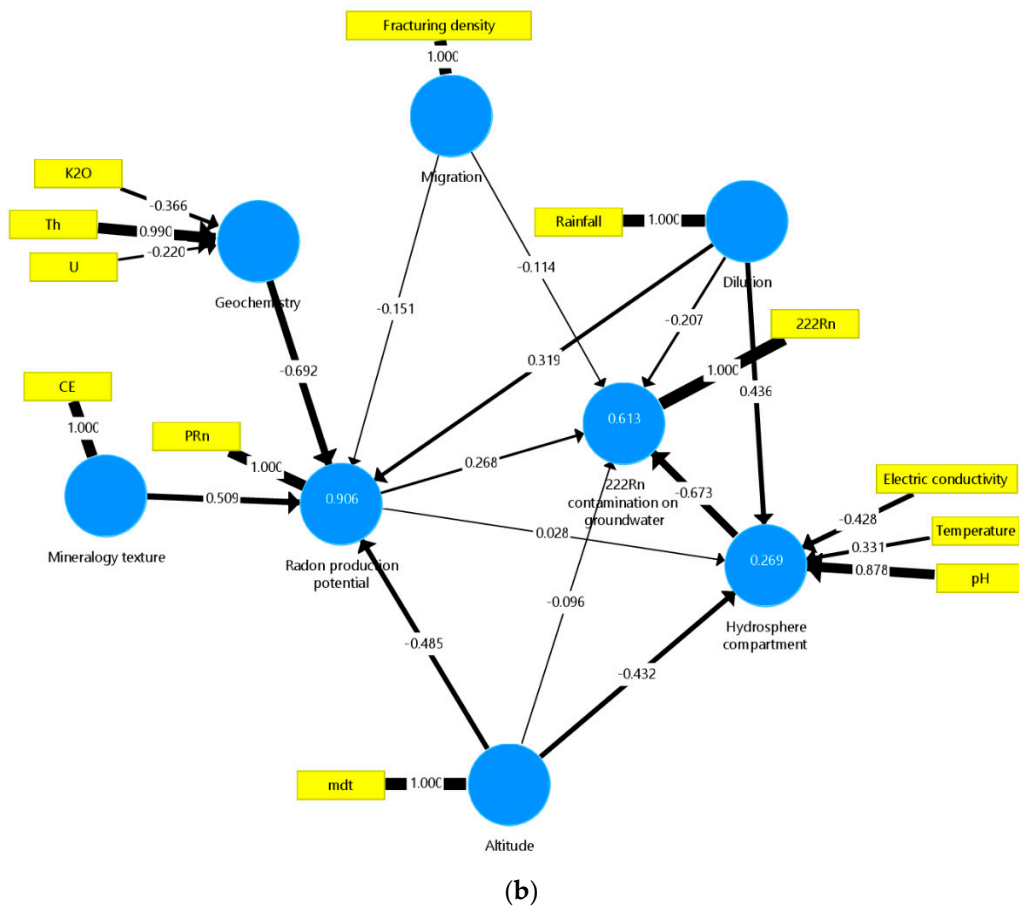 Fracturing density
1.000
Migration
K2O
-0.366
Th
0.990
U
-0.220
Geochemistry
Rainfall
1.000
Dilution
-0.114
-0.151
-0.207
222Rn
1.000
0.319
0.436
-0.692
CE
1.000
PRn
1.000
0.613
222Rn
contamination on
groundwater
0.268
0.906
0.509
Mineralogy texture
Radon production
potential
-0.673
0.028
Electric conductivity
-0.428
Temperature
0.331
0.878
pH
0.269
Hydrosphere
compartment
-0.096
-0.485
-0.432
mdt
1.000
Altitude
(b)